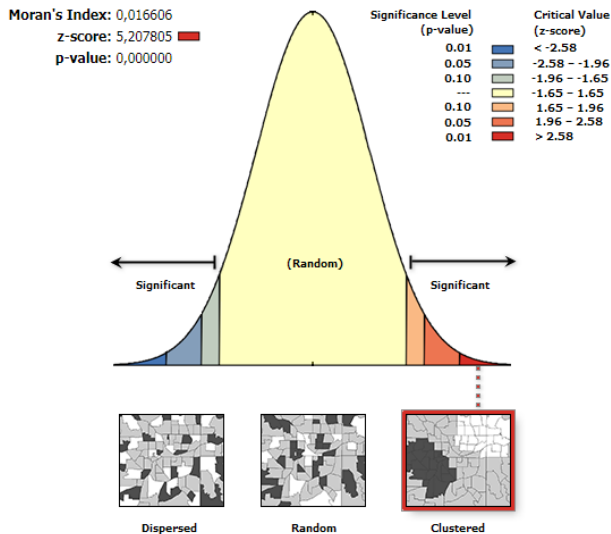 Moran's Index: 0,016606
z-score: 5,207805
p-value: 0,000000
Significance Level
(p-value)
Critical Value
(z-score)
0.01 < -2.58
0.05 -2.58 – -1.96
0.10 -1.96 – -1.65
--- -1.65 – 1.65
0.10 1.65 – 1.96
0.05 1.96 – 2.58
0.01 > 2.58
Significant
(Random)
Significant
Dispersed
Random
Clustered